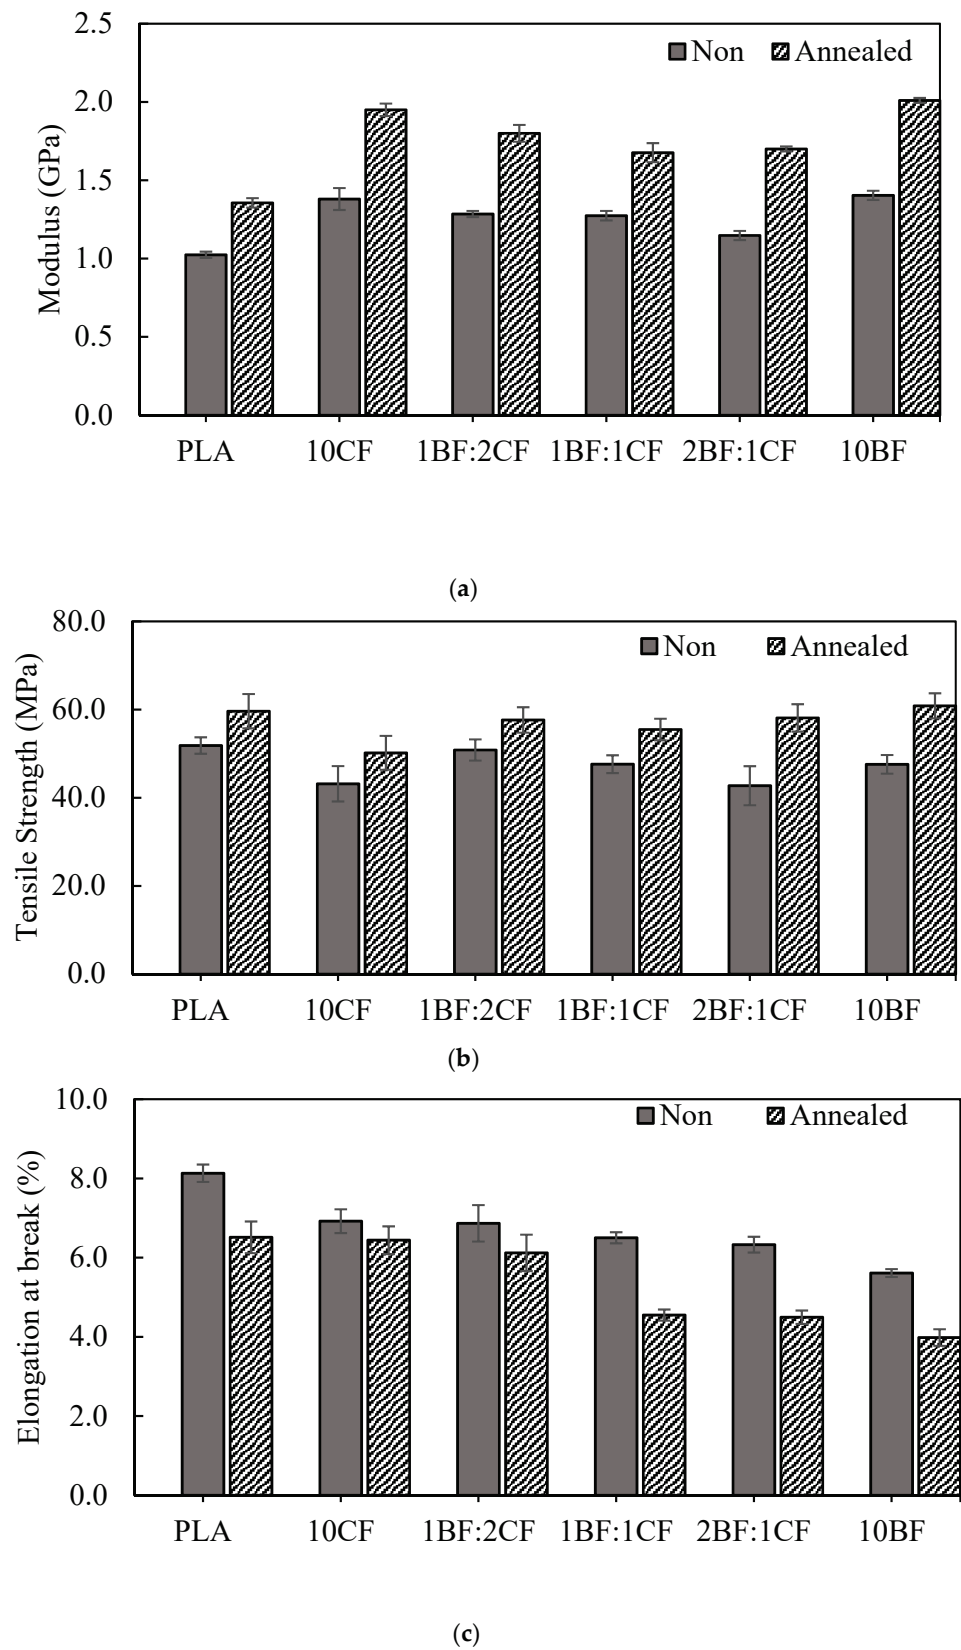 2.5
Non Annealed
2.0
1.5
1.0
0.5
0.0
Modulus (GPa)
PLA 10CF 1BF:2CF 1BF:1CF 2BF:1CF 10BF
(a)
80.0
Non Annealed
60.0
40.0
20.0
0.0
Tensile Strength (MPa)
PLA 10CF 1BF:2CF 1BF:1CF 2BF:1CF 10BF
(b)
10.0
Non Annealed
8.0
6.0
4.0
2.0
0.0
Elongation at break (%)
PLA 10CF 1BF:2CF 1BF:1CF 2BF:1CF 10BF
(c)